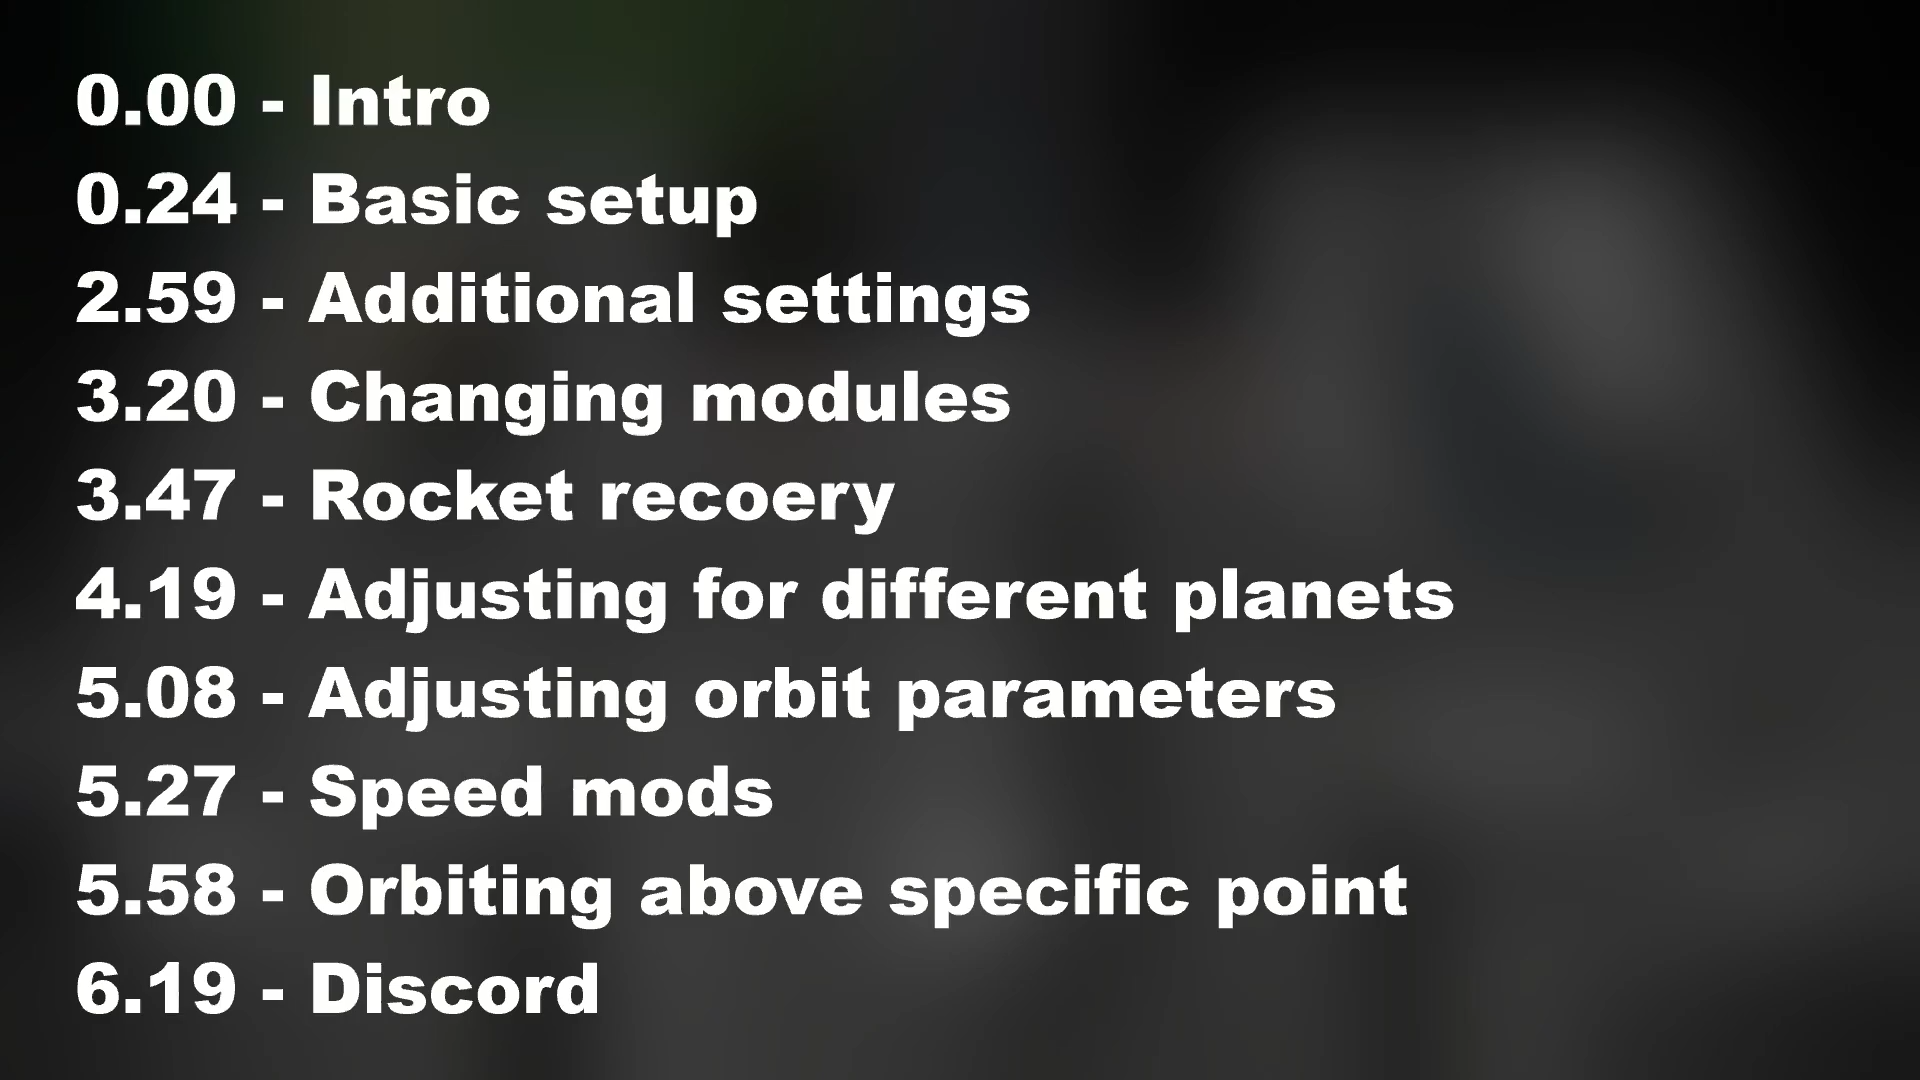 0.00 - Intro
0.24 - Basic setup
2.59 - Additional settings
3.20 - Changing modules
3.47 - Rocket recoery
4.19 - Adjusting for different planets
5.08 - Adjusting orbit parameters
5.27 - Speed mods
5.58 - Orbiting above specific point
6.19 - Discord